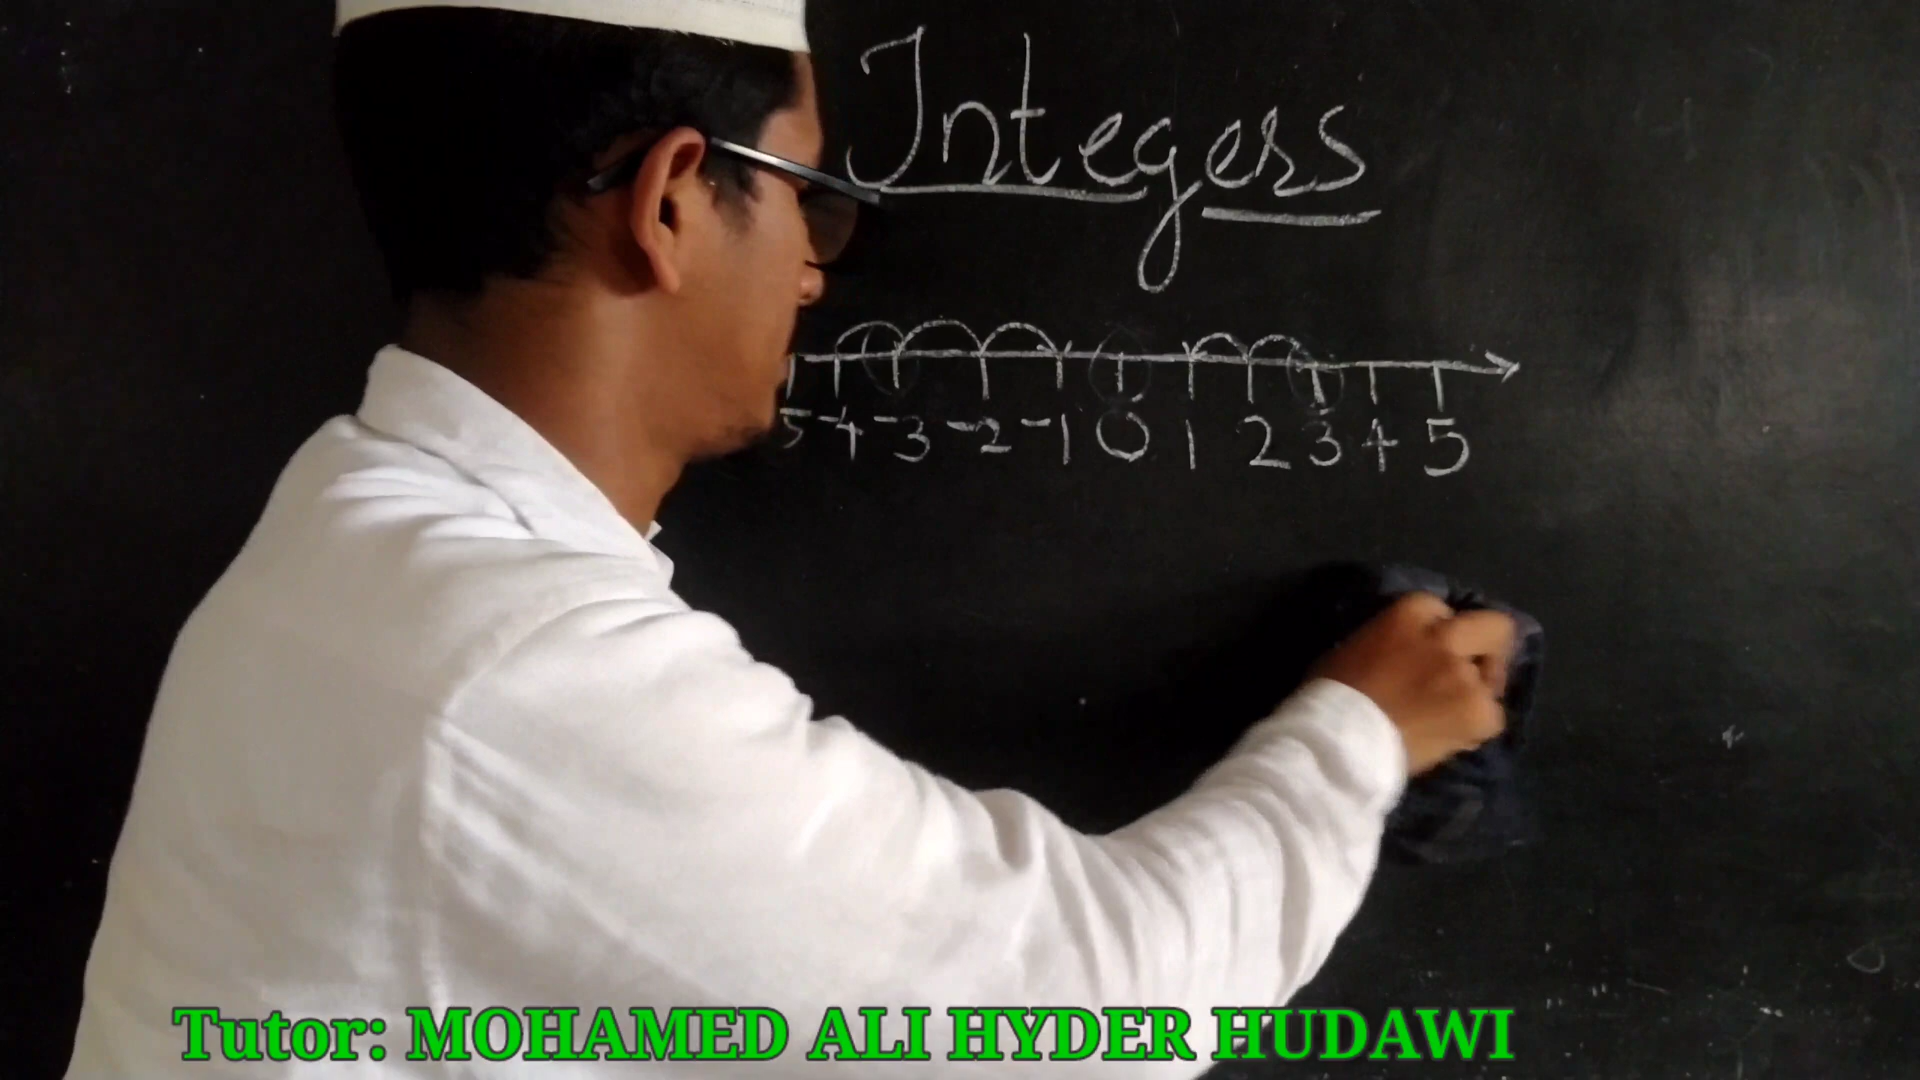 Integers
5 -4 -3 -2 -1 0 1 2 3 4 5
Tutor: MOHAMED ALI HYDER HUDAWI